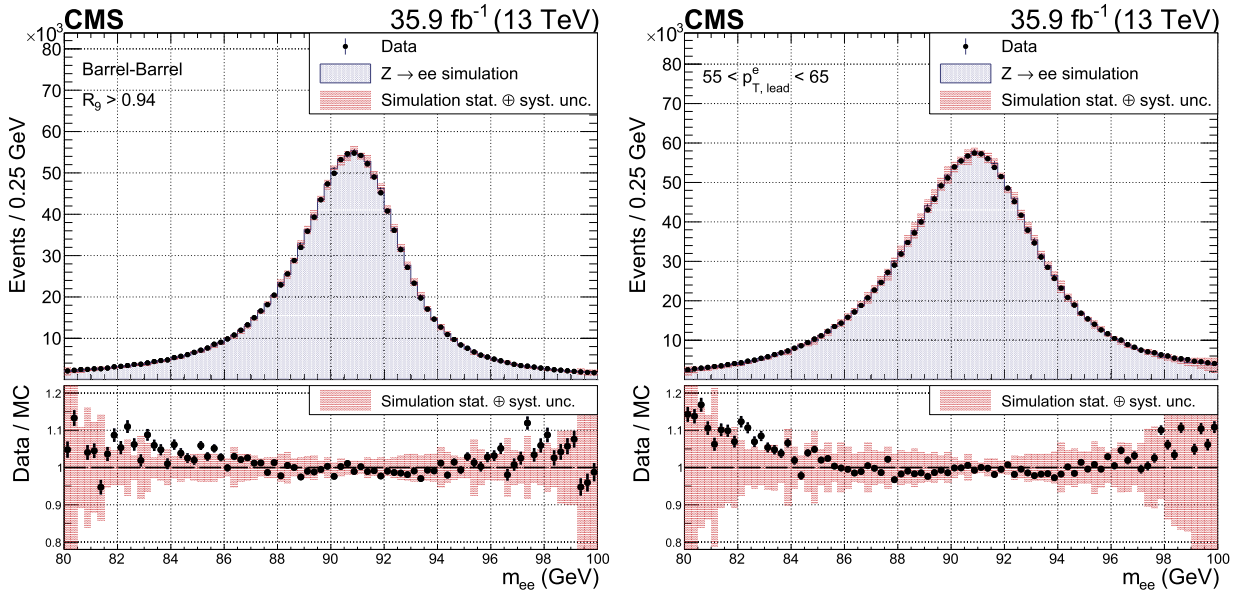 CMS 35.9 fb⁻¹ (13 TeV)
×10³
Data
Z → ee simulation
Simulation stat. ⊕ syst. unc.
Barrel-Barrel
R₉ > 0.94
Events / 0.25 GeV
80
70
60
50
40
30
20
10
Simulation stat. ⊕ syst. unc.
Data / MC
1.2
1.1
1
0.9
0.8
80 82 84 86 88 90 92 94 96 98 100
m_ee (GeV)
CMS 35.9 fb⁻¹ (13 TeV)
×10³
Data
Z → ee simulation
Simulation stat. ⊕ syst. unc.
55 < p^e_T, lead < 65
Events / 0.25 GeV
80
70
60
50
40
30
20
10
Simulation stat. ⊕ syst. unc.
Data / MC
1.2
1.1
1
0.9
0.8
80 82 84 86 88 90 92 94 96 98 100
m_ee (GeV)